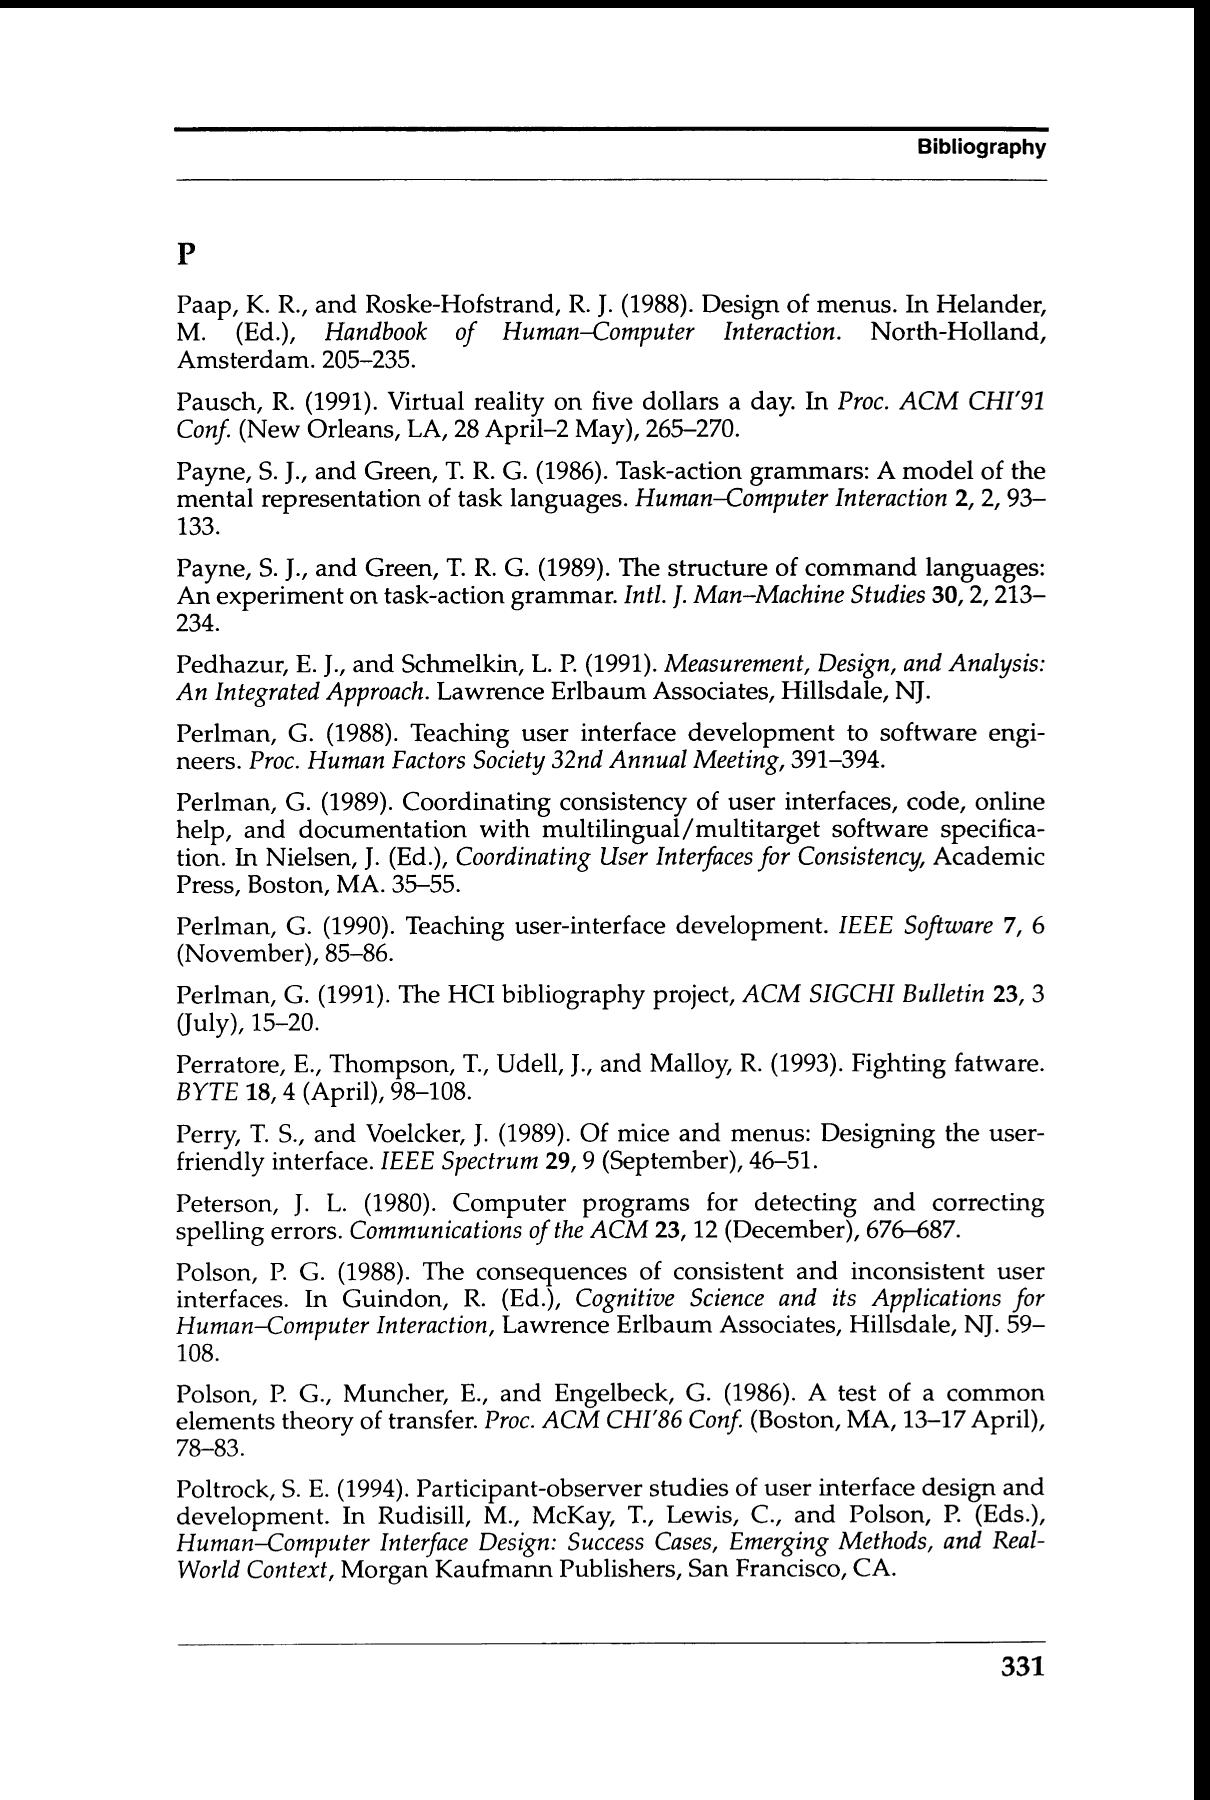 Bibliography
P
Paap, K. R., and Roske-Hofstrand, R. J. (1988). Design of menus. In Helander,
M. (Ed.), Handbook of Human–Computer Interaction. North-Holland,
Amsterdam. 205–235.
Pausch, R. (1991). Virtual reality on five dollars a day. In Proc. ACM CHI'91
Conf. (New Orleans, LA, 28 April–2 May), 265–270.
Payne, S. J., and Green, T. R. G. (1986). Task-action grammars: A model of the
mental representation of task languages. Human–Computer Interaction 2, 2, 93–
133.
Payne, S. J., and Green, T. R. G. (1989). The structure of command languages:
An experiment on task-action grammar. Intl. J. Man–Machine Studies 30, 2, 213–
234.
Pedhazur, E. J., and Schmelkin, L. P. (1991). Measurement, Design, and Analysis:
An Integrated Approach. Lawrence Erlbaum Associates, Hillsdale, NJ.
Perlman, G. (1988). Teaching user interface development to software engi-
neers. Proc. Human Factors Society 32nd Annual Meeting, 391–394.
Perlman, G. (1989). Coordinating consistency of user interfaces, code, online
help, and documentation with multilingual/multitarget software specifica-
tion. In Nielsen, J. (Ed.), Coordinating User Interfaces for Consistency, Academic
Press, Boston, MA. 35–55.
Perlman, G. (1990). Teaching user-interface development. IEEE Software 7, 6
(November), 85–86.
Perlman, G. (1991). The HCI bibliography project, ACM SIGCHI Bulletin 23, 3
(July), 15–20.
Perratore, E., Thompson, T., Udell, J., and Malloy, R. (1993). Fighting fatware.
BYTE 18, 4 (April), 98–108.
Perry, T. S., and Voelcker, J. (1989). Of mice and menus: Designing the user-
friendly interface. IEEE Spectrum 29, 9 (September), 46–51.
Peterson, J. L. (1980). Computer programs for detecting and correcting
spelling errors. Communications of the ACM 23, 12 (December), 676–687.
Polson, P. G. (1988). The consequences of consistent and inconsistent user
interfaces. In Guindon, R. (Ed.), Cognitive Science and its Applications for
Human–Computer Interaction, Lawrence Erlbaum Associates, Hillsdale, NJ. 59–
108.
Polson, P. G., Muncher, E., and Engelbeck, G. (1986). A test of a common
elements theory of transfer. Proc. ACM CHI'86 Conf. (Boston, MA, 13–17 April),
78–83.
Poltrock, S. E. (1994). Participant-observer studies of user interface design and
development. In Rudisill, M., McKay, T., Lewis, C., and Polson, P. (Eds.),
Human–Computer Interface Design: Success Cases, Emerging Methods, and Real-
World Context, Morgan Kaufmann Publishers, San Francisco, CA.
331